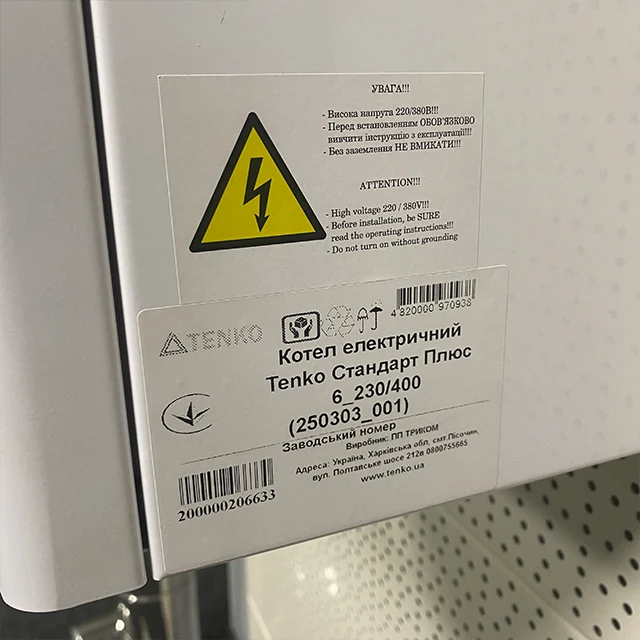 УВАГА!!!
- Висока напруга 220/380В!!!
- Перед встановленням ОБОВ'ЯЗКОВО
вивчити інструкцію з експлуатації!!!
- Без заземлення НЕ ВМИКАТИ!!!
ATTENTION!!!
- High voltage 220 / 380V!!!
- Before installation, be SURE
read the operating instructions!!!
- Do not turn on without grounding
TENKO
4 820060 970938
Котел електричний
Tenko Стандарт Плюс
6_230/400
(250303_001)
Заводський номер
Виробник: ПП ТРИКОМ
Адреса: Україна, Харківська обл, смт.Пісочин,
вул. Полтавське шосе 212в 0800755665
www.tenko.ua
200000206633